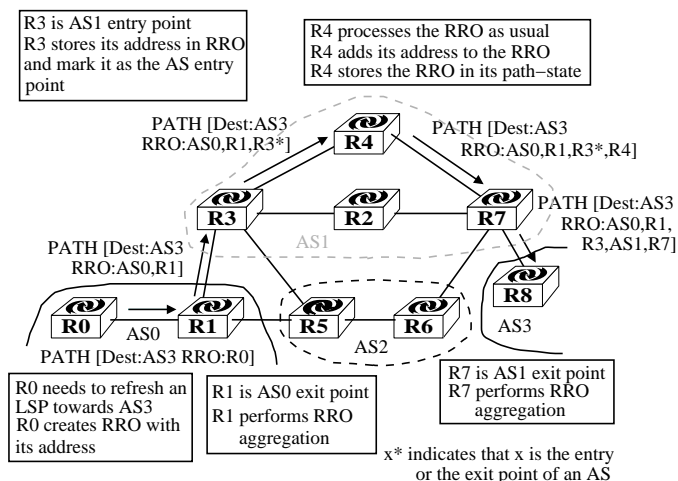 R3 is AS1 entry point
R3 stores its address in RRO
and mark it as the AS entry
point
R4 processes the RRO as usual
R4 adds its address to the RRO
R4 stores the RRO in its path−state
PATH [Dest:AS3
RRO:AS0,R1,R3*]
R4
PATH [Dest:AS3
RRO:AS0,R1,R3*,R4]
R3
R2
R7
AS1
PATH [Dest:AS3
RRO:AS0,R1,
R3,AS1,R7]
PATH [Dest:AS3
RRO:AS0,R1]
R0
AS0
R1
R5
R6
AS2
R8
AS3
PATH [Dest:AS3 RRO:R0]
R0 needs to refresh an
LSP towards AS3
R0 creates RRO with
its address
R1 is AS0 exit point
R1 performs RRO
aggregation
R7 is AS1 exit point
R7 performs RRO
aggregation
x* indicates that x is the entry
or the exit point of an AS